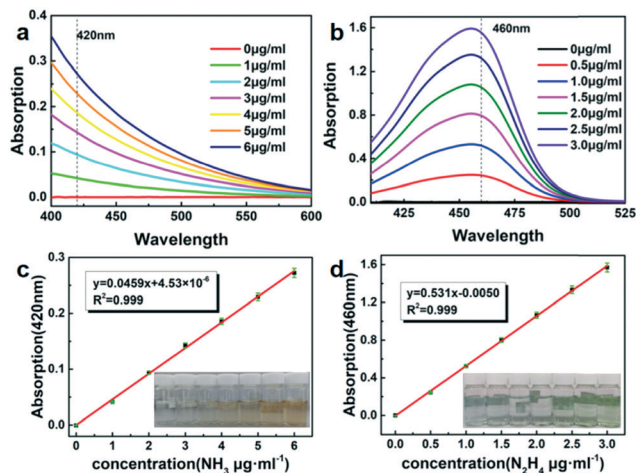 a
420nm
0µg/ml
1µg/ml
2µg/ml
3µg/ml
4µg/ml
5µg/ml
6µg/ml
Absorption
0.4
0.3
0.2
0.1
0.0
400 450 500 550 600
Wavelength
b
460nm
0µg/ml
0.5µg/ml
1.0µg/ml
1.5µg/ml
2.0µg/ml
2.5µg/ml
3.0µg/ml
Absorption
1.8
1.2
0.6
0.0
425 450 475 500 525
Wavelength
c
y=0.0459x+4.53×10⁻⁶
R²=0.999
Absorption(420nm)
0.3
0.2
0.1
0.0
0 1 2 3 4 5 6
concentration(NH₃ µg·ml⁻¹)
d
y=0.531x-0.0050
R²=0.999
Absorption(460nm)
1.6
1.2
0.8
0.4
0.0
0.0 0.5 1.0 1.5 2.0 2.5 3.0
concentration(N₂H₄ µg·ml⁻¹)